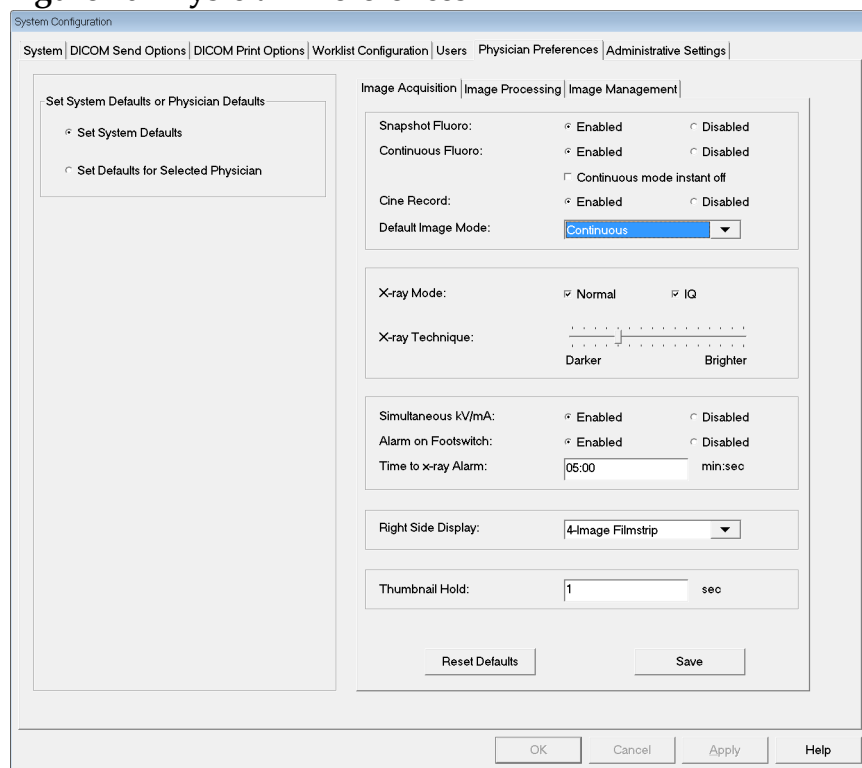 System Configuration
System DICOM Send Options DICOM Print Options Worklist Configuration Users Physician Preferences Administrative Settings
Set System Defaults or Physician Defaults
Set System Defaults
Set Defaults for Selected Physician
Image Acquisition Image Processing Image Management
Snapshot Fluoro: Enabled Disabled
Continuous Fluoro: Enabled Disabled
Continuous mode instant off
Cine Record: Enabled Disabled
Default Image Mode: Continuous
X-ray Mode: Normal IQ
X-ray Technique:
Darker Brighter
Simultaneous kV/mA: Enabled Disabled
Alarm on Footswitch: Enabled Disabled
Time to x-ray Alarm: 05:00 min:sec
Right Side Display: 4-Image Filmstrip
Thumbnail Hold: 1 sec
Reset Defaults Save
OK Cancel Apply Help